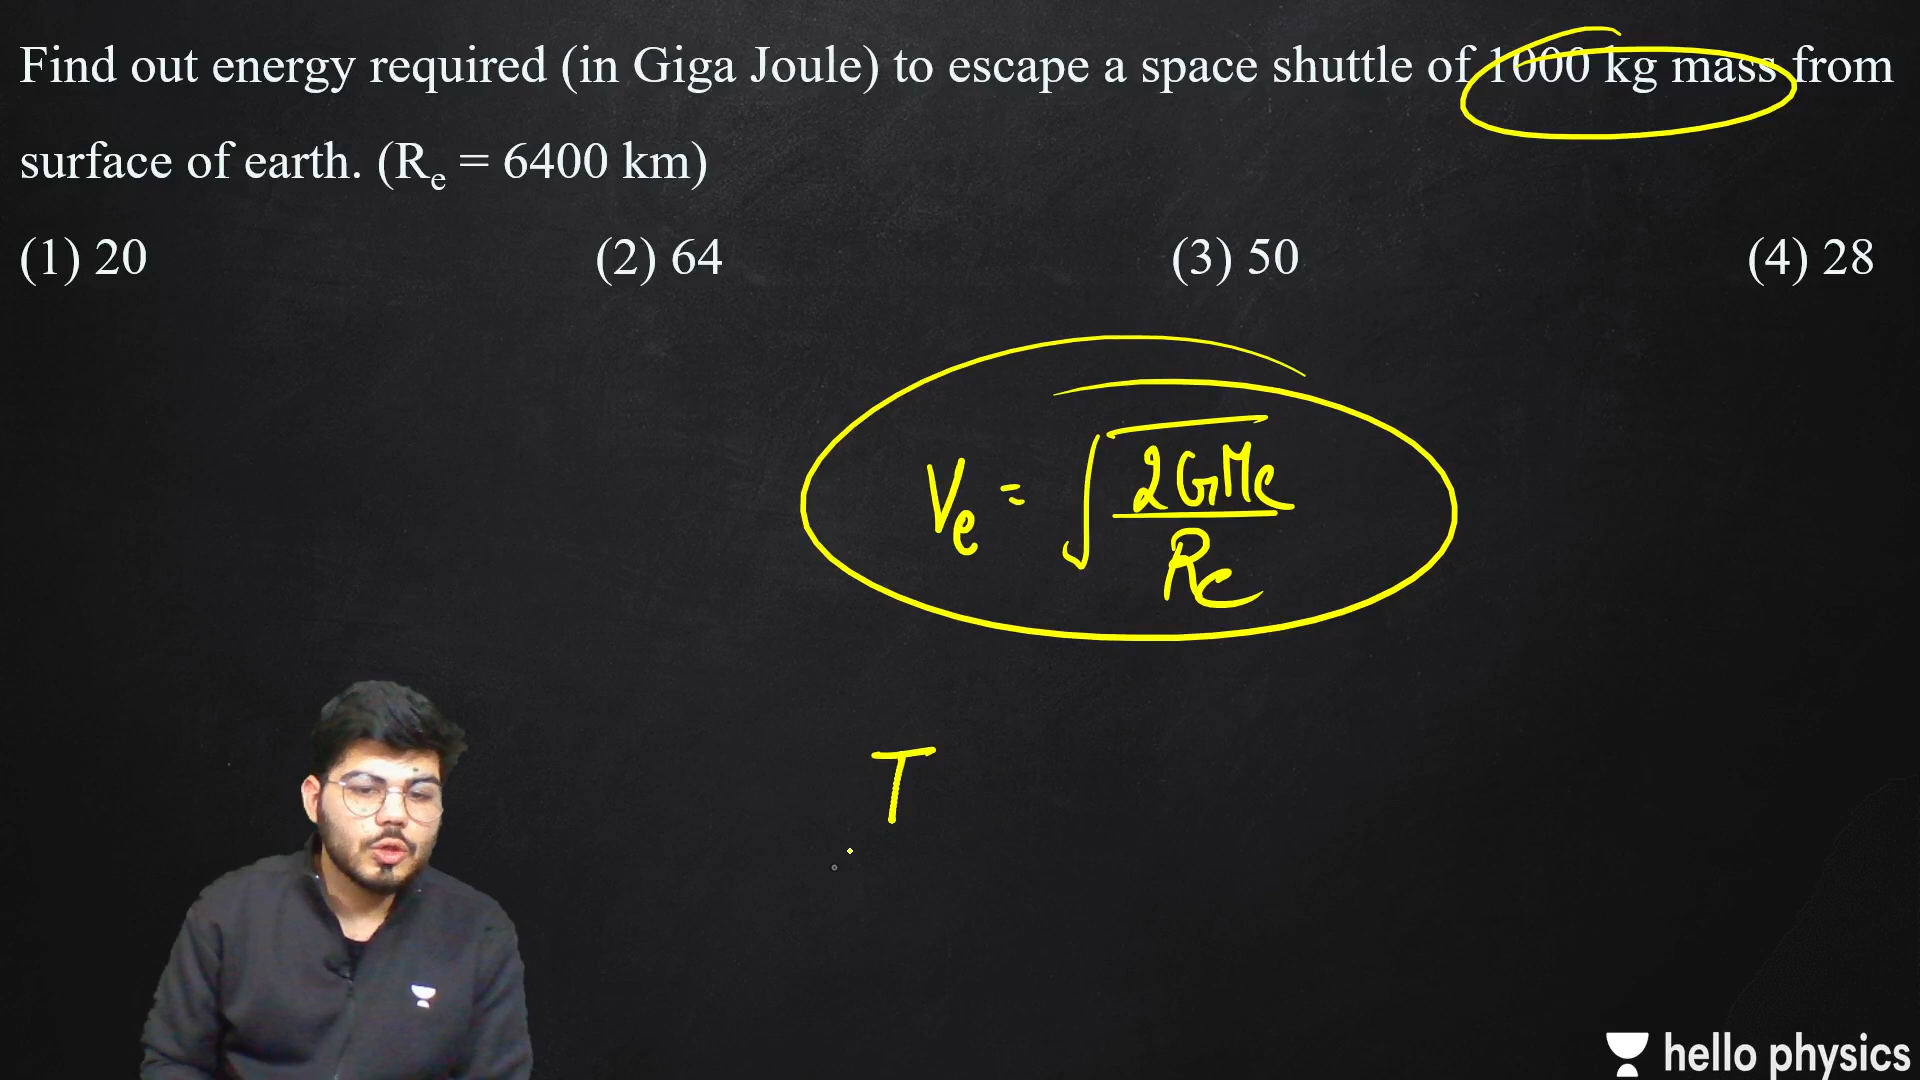 Find out energy required (in Giga Joule) to escape a space shuttle of 1000 kg mass from
surface of earth. (Rₑ = 6400 km)
(1) 20 (2) 64 (3) 50 (4) 28
Vₑ = √(2GMe/Re)
T
hello physics